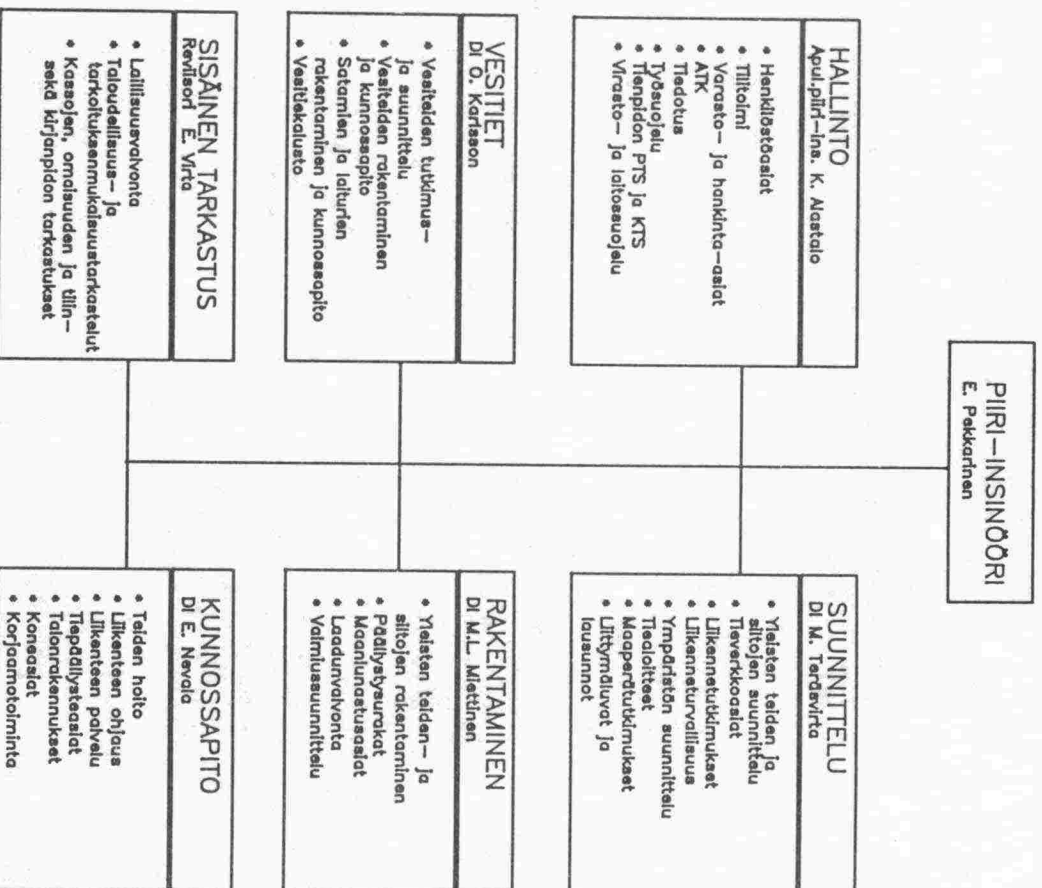 PIIRI-INSINÖÖRI
E. Pekkarinen
HALLINTO
Apul.piiri-ins. K. Alastalo
• Henkilöstöasiat
• Tilitoimi
• Varasto- ja hankinta-asiat
• ATK
• Tiedotus
• Työsuojelu
• Tienpidon PTS ja KTS
• Virasto- ja laitossuojelu
SUUNNITTELU
DI M. Teräsvirta
• Yleisten teiden ja
siltojen suunnittelu
• Tieverkkoasiat
• Liikennetutkimukset
• Liikenneturvallisuus
• Ympäristön suunnittelu
• Tiealoitteet
• Maaperätutkimukset
• Liittymäluvat ja
lausunnot
VESITIET
DI O. Karlsson
• Vesiteiden tutkimus-
ja suunnittelu
• Vesiteiden rakentaminen
ja kunnossapito
• Satamien ja laiturien
rakentaminen ja kunnossapito
• Vesitiekalusto
RAKENTAMINEN
DI M.L. Miettinen
• Yleisten teiden- ja
siltojen rakentaminen
• Päällystysurakat
• Maanlunastusasiat
• Laadunvalvonta
• Valmiussuunnittelu
SISÄINEN TARKASTUS
Reviisori E. Virta
• Laillisuusvalvonta
• Taloudellisuus- ja
tarkoituksenmukaisuustarkastelut
• Kassojen, omaisuuden ja tilin-
sekä kirjanpidon tarkastukset
KUNNOSSAPITO
DI E. Nevala
• Teiden hoito
• Liikenteen ohjaus
• Liikenteen palvelu
• Tiepäällysteasiat
• Talonrakennukset
• Koneasiat
• Korjaamotoiminta